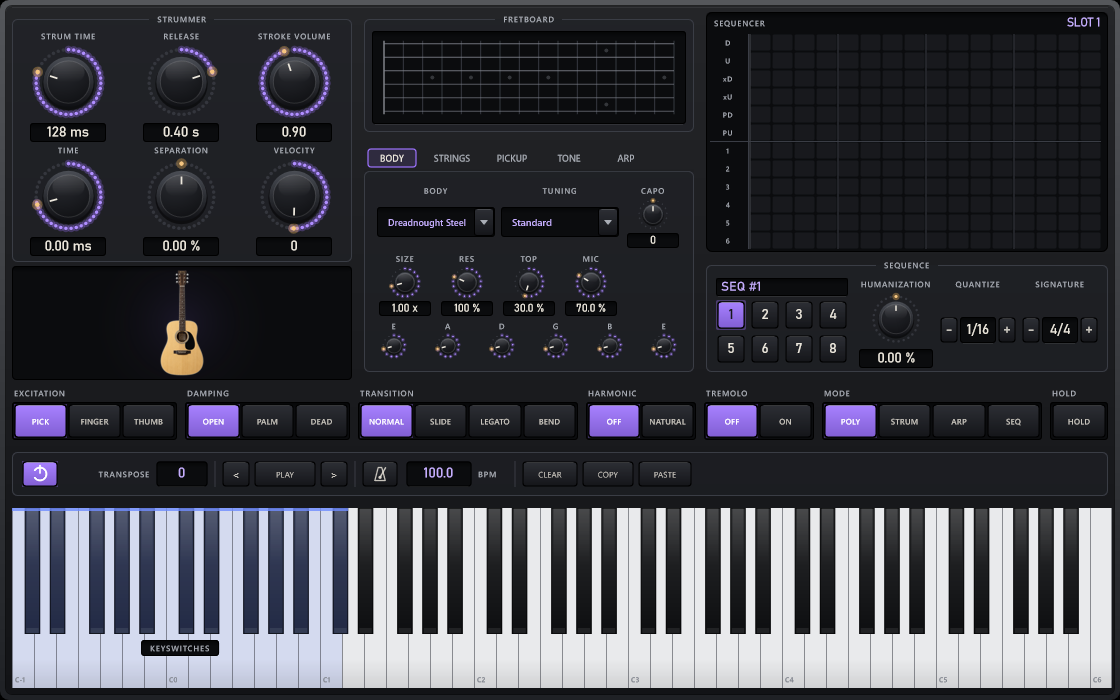 STRUMMER
STRUM TIME RELEASE STROKE VOLUME
128 ms 0.40 s 0.90
TIME SEPARATION VELOCITY
0.00 ms 0.00 % 0
FRETBOARD
BODY STRINGS PICKUP TONE ARP
BODY TUNING CAPO
Dreadnought Steel Standard
0
SIZE RES TOP MIC
1.00 x 100 % 30.0 % 70.0 %
E A D G B E
SEQUENCER SLOT 1
D
U
xD
xU
PD
PU
1
2
3
4
5
6
SEQUENCE
SEQ #1 HUMANIZATION QUANTIZE SIGNATURE
1 2 3 4
- 1/16 + - 4/4 +
5 6 7 8
0.00 %
EXCITATION DAMPING TRANSITION HARMONIC TREMOLO MODE HOLD
PICK FINGER THUMB OPEN PALM DEAD NORMAL SLIDE LEGATO BEND OFF NATURAL OFF ON POLY STRUM ARP SEQ HOLD
TRANSPOSE 0 < PLAY > 100.0 BPM CLEAR COPY PASTE
KEYSWITCHES
C-1 C0 C1 C2 C3 C4 C5 C6